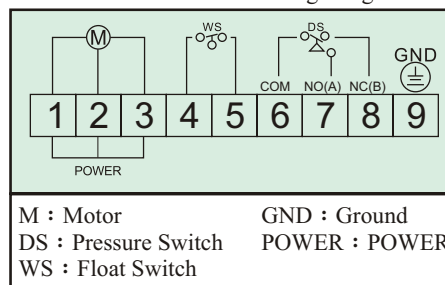 M
WS
DS
GND
COM NO(A) NC(B)
1 2 3 4 5 6 7 8 9
POWER
M：Motor GND：Ground
DS：Pressure Switch POWER：POWER
WS：Float Switch